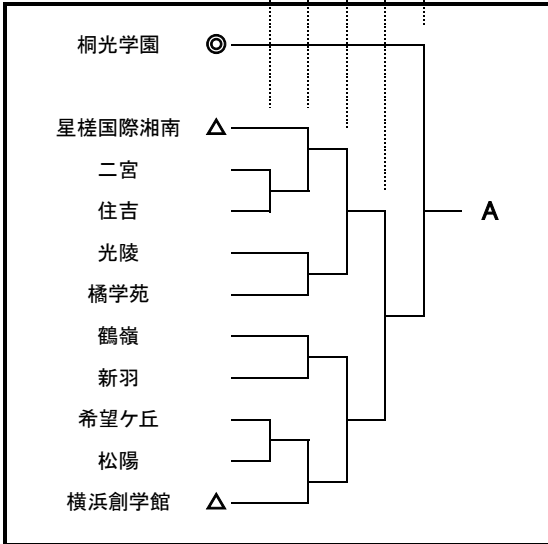 桐光学園 ◎
星槎国際湘南 △
二宮
住吉
A
光陵
橘学苑
鶴嶺
新羽
希望ケ丘
松陽
横浜創学館 △